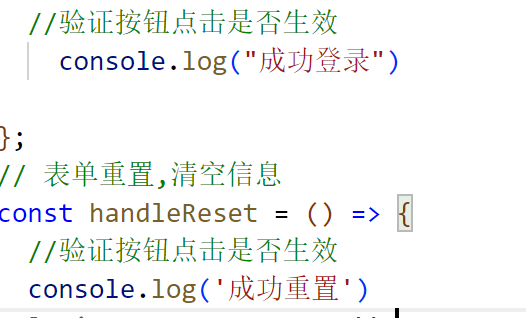 //验证按钮点击是否生效
console.log("成功登录")
};
// 表单重置,清空信息
const handleReset = () => {
//验证按钮点击是否生效
console.log('成功重置')